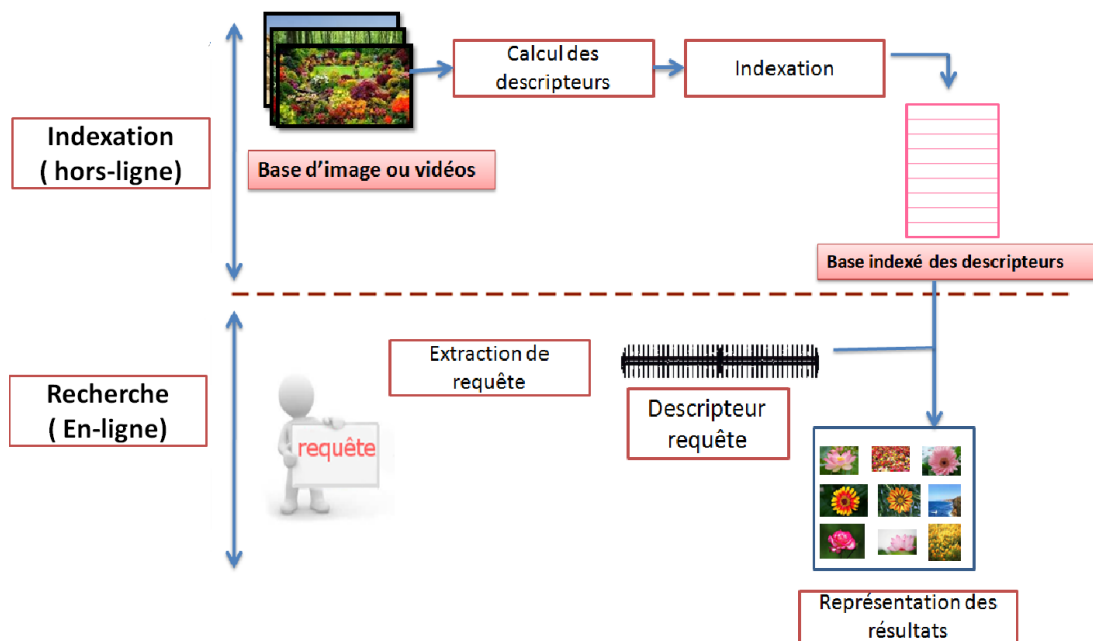 Calcul des
descripteurs
Indexation
Indexation
( hors-ligne)
Base d'image ou vidéos
Base indexé des descripteurs
Extraction de
requête
Recherche
( En-ligne)
Descripteur
requête
requête
Représentation des
résultats